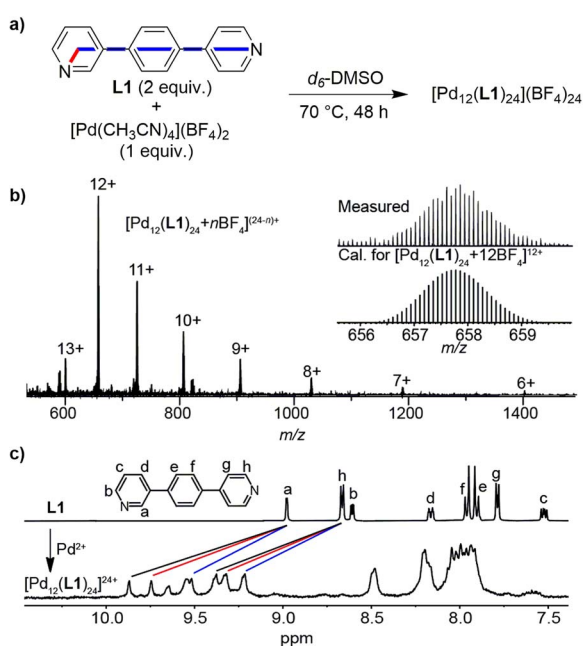 a)
N
N
L1 (2 equiv.)
+
[Pd(CH3CN)4](BF4)2
(1 equiv.)
d6-DMSO
70 °C, 48 h
[Pd12(L1)24](BF4)24
b)
12+
[Pd12(L1)24+nBF4](24-n)+
11+
10+
13+
9+
8+
7+
6+
Measured
Cal. for [Pd12(L1)24+12BF4]12+
656 657 658 659
m/z
600 800 1000 1200 1400
m/z
c)
c d e f g h
b N a N
L1
a h b d f e g c
Pd2+
[Pd12(L1)24]24+
10.0 9.5 9.0 8.5 8.0 7.5
ppm